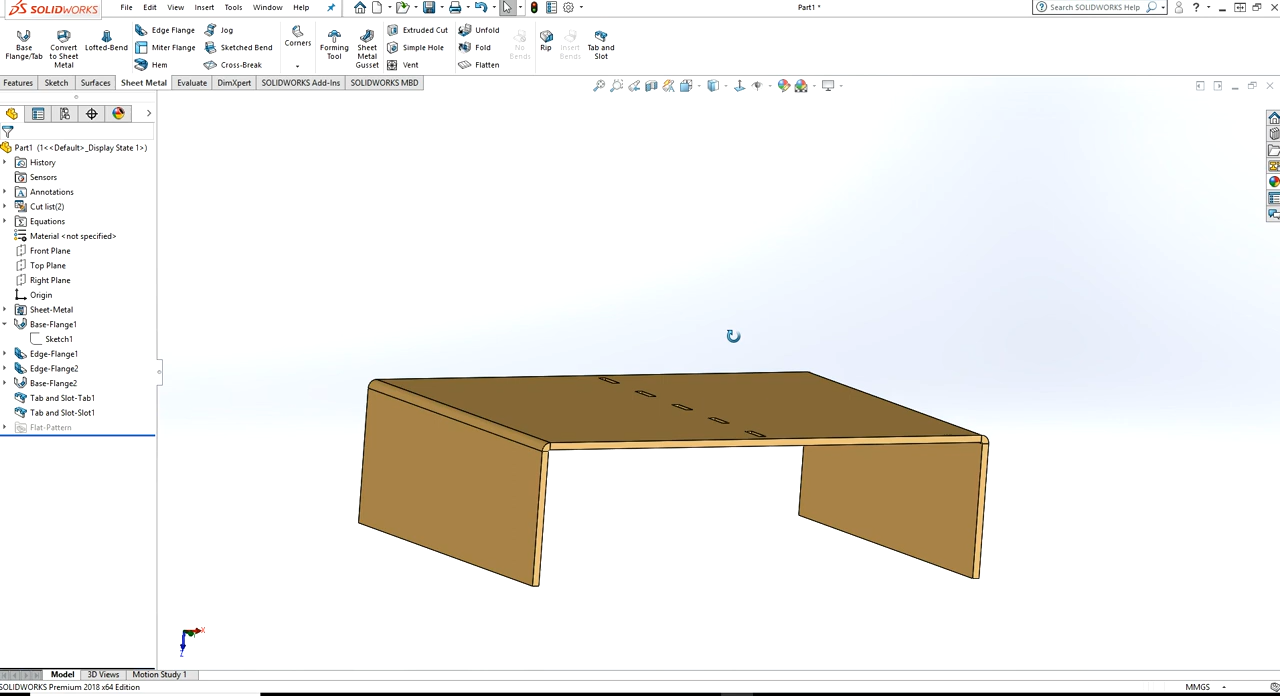 SOLIDWORKS File Edit View Insert Tools Window Help Part1 * Search SOLIDWORKS Help
Base Flange/Tab Convert to Sheet Metal Lofted-Bend Edge Flange Miter Flange Hem Jog Sketched Bend Cross-Break Corners Forming Tool Sheet Metal Gusset Extruded Cut Simple Hole Vent Unfold Fold Flatten No Bends Rip Insert Bends Tab and Slot
Features Sketch Surfaces Sheet Metal Evaluate DimXpert SOLIDWORKS Add-Ins SOLIDWORKS MBD
Part1 (1<<Default>_Display State 1>)
History
Sensors
Annotations
Cut list(2)
Equations
Material <not specified>
Front Plane
Top Plane
Right Plane
Origin
Sheet-Metal
Base-Flange1
Sketch1
Edge-Flange1
Edge-Flange2
Base-Flange2
Tab and Slot-Tab1
Tab and Slot-Slot1
Flat-Pattern
X
Z
Model 3D Views Motion Study 1
SOLIDWORKS Premium 2018 x64 Edition MMGS